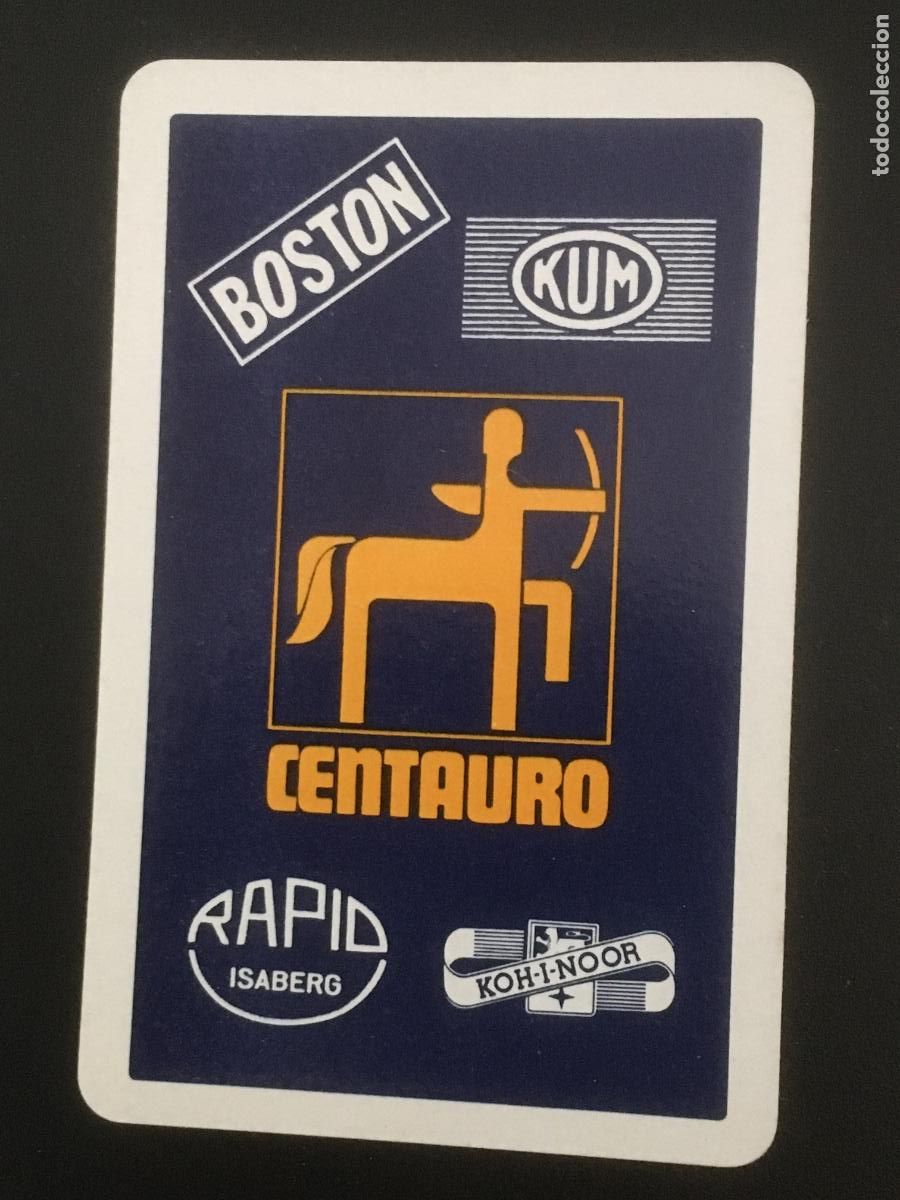 todocoleccion
BOSTON
KUM
CENTAURO
RAPID
ISABERG
KOH-I-NOOR